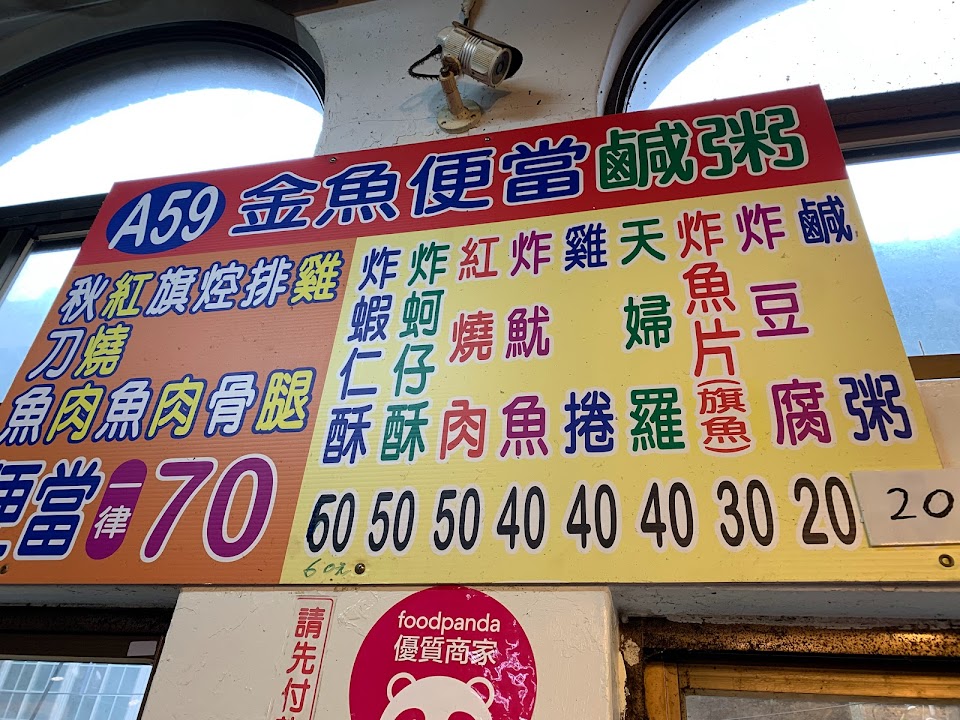 A59 金魚便當鹹粥
鹹粥 20
炸豆腐 20
炸魚片(旗魚) 30
天婦羅 40
雞捲 40
炸魷魚 40
紅燒肉 50
炸蚵仔酥 50
炸蝦仁酥 60
60元
雞腿
排骨
焢肉
旗魚
紅燒肉
秋刀魚
便當 一律 70
請先付
foodpanda
優質商家